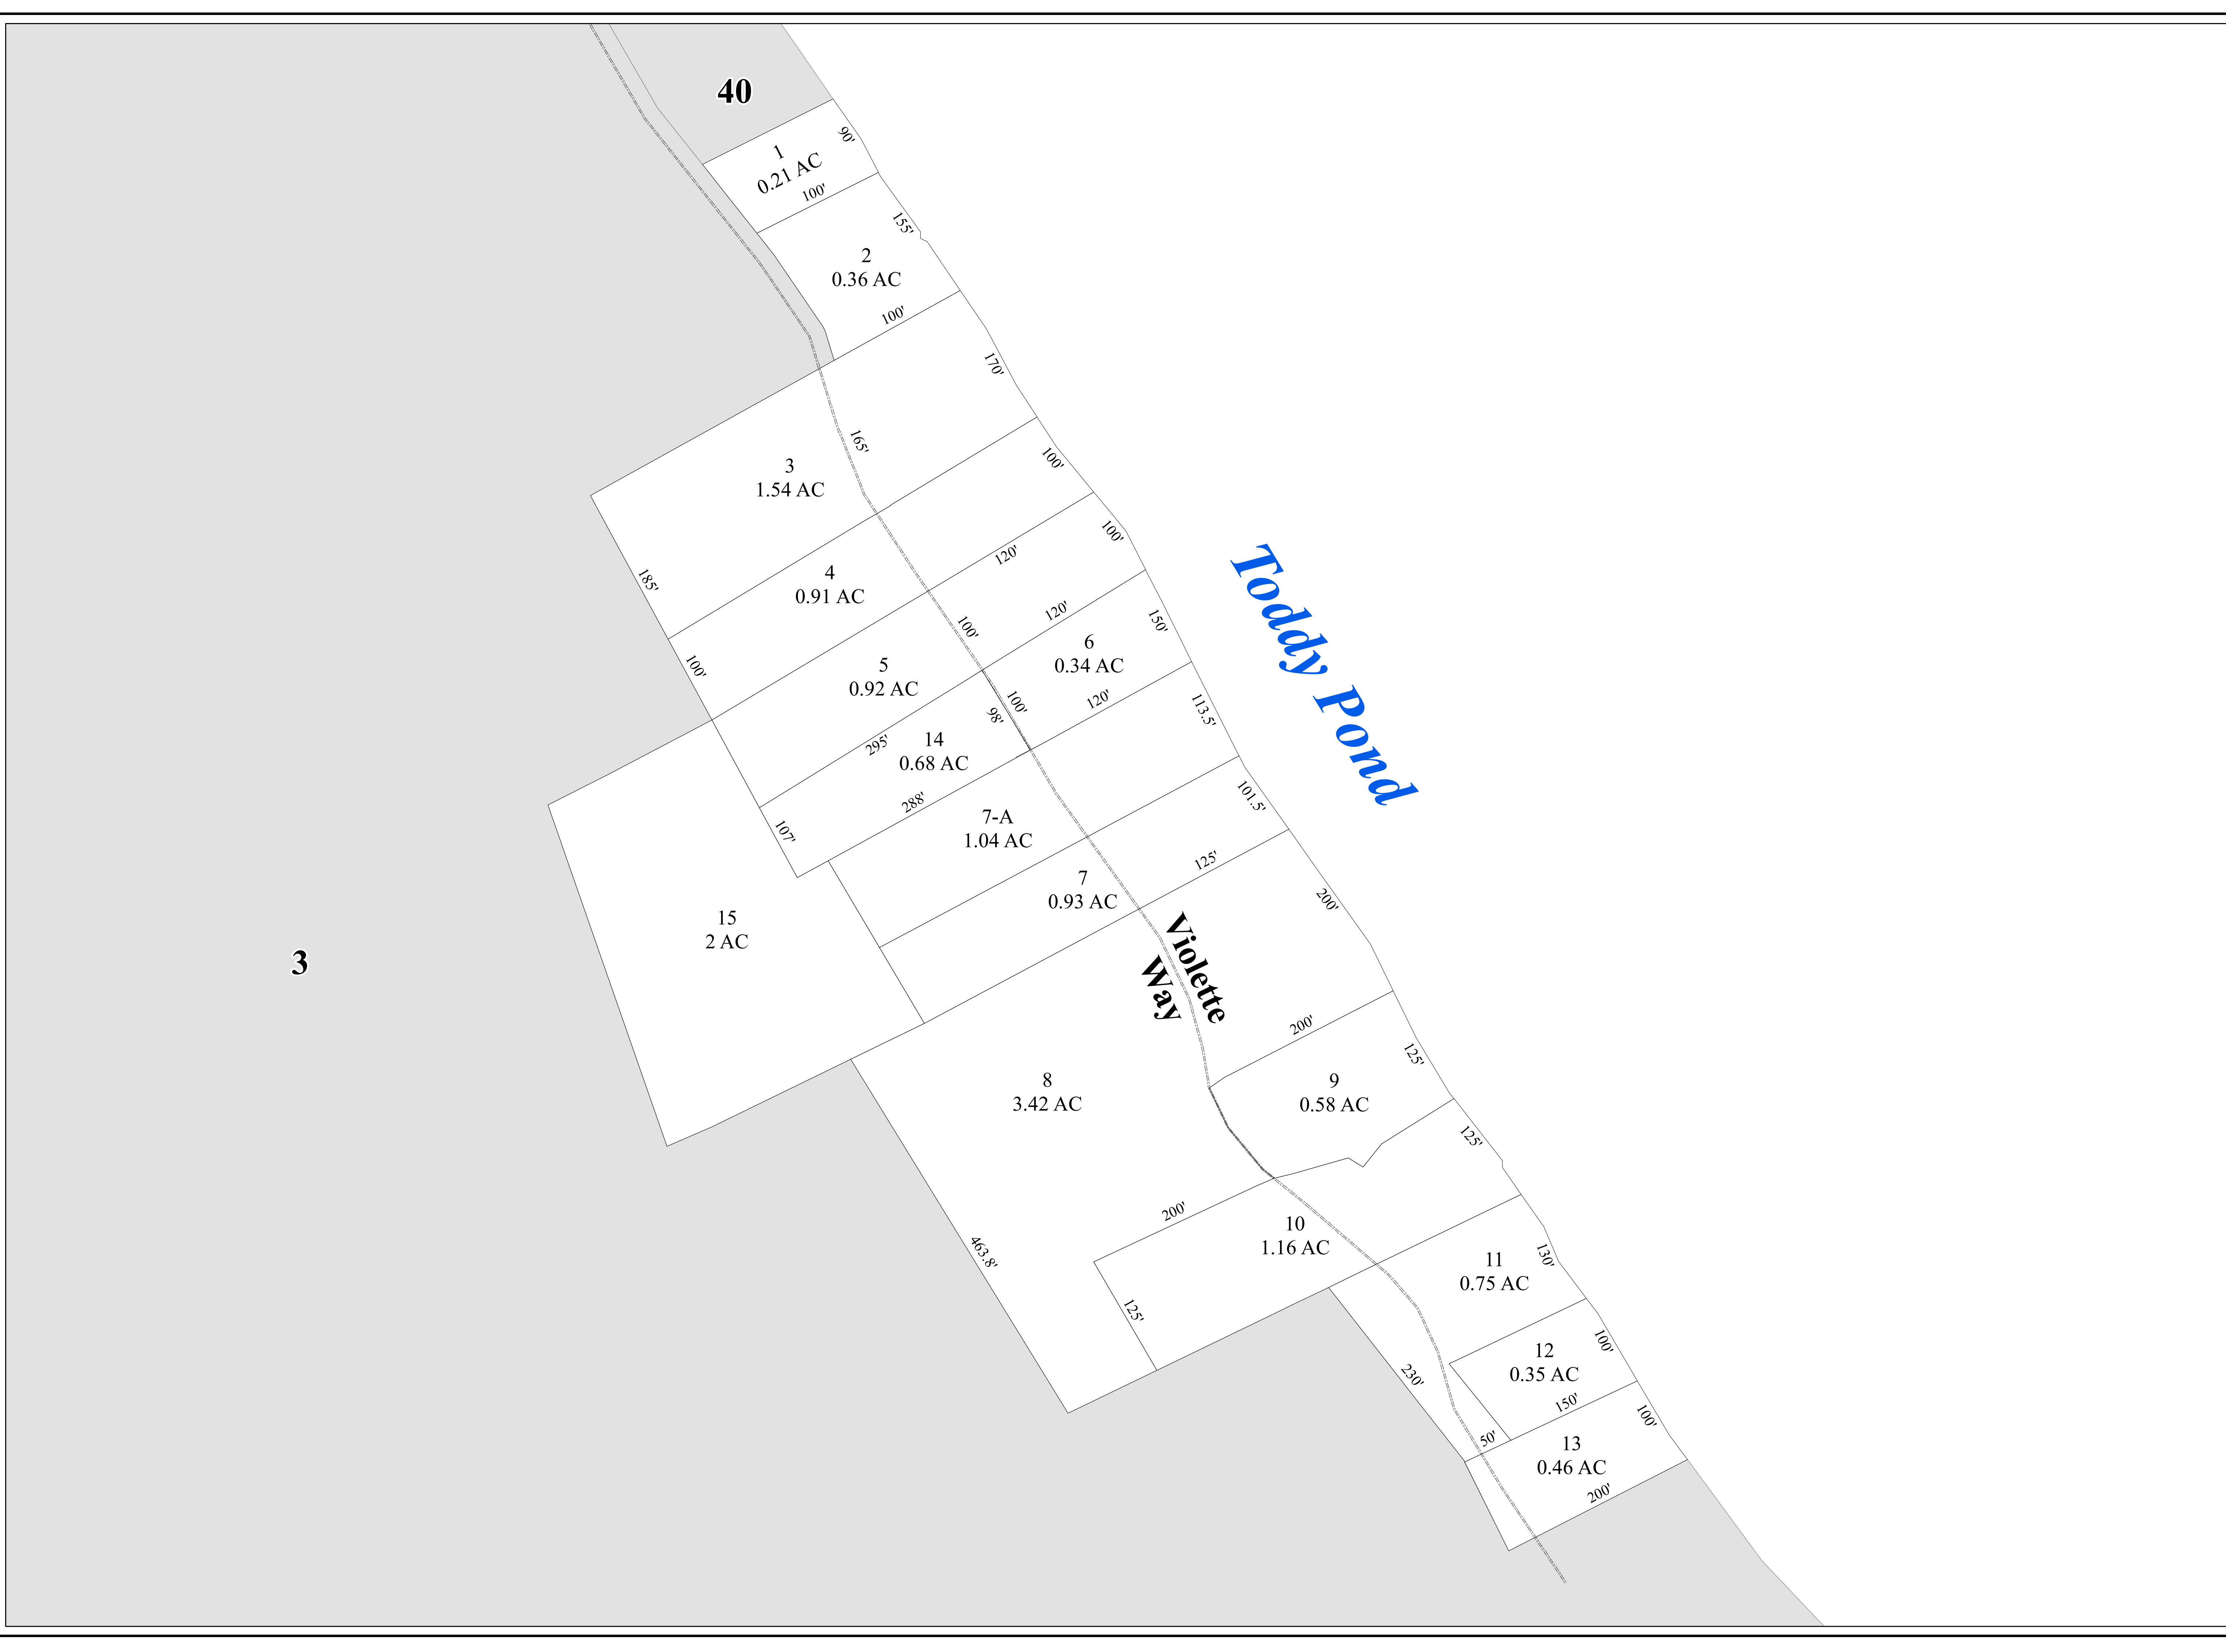 40
90'
1
0.21 AC
100'
155'
2
0.36 AC
100'
170'
165'
3
1.54 AC
100'
185'
4
0.91 AC
120'
100'
100'
100'
5
0.92 AC
120'
150'
6
0.34 AC
100'
98'
120'
113.5'
295'
14
0.68 AC
288'
107'
7-A
1.04 AC
101.5'
7
0.93 AC
125'
Toddy Pond
200'
15
2 AC
3
Violette
Way
200'
125'
8
3.42 AC
9
0.58 AC
125'
200'
10
1.16 AC
463.8'
125'
130'
11
0.75 AC
100'
12
0.35 AC
230'
150'
50'
100'
13
0.46 AC
200'